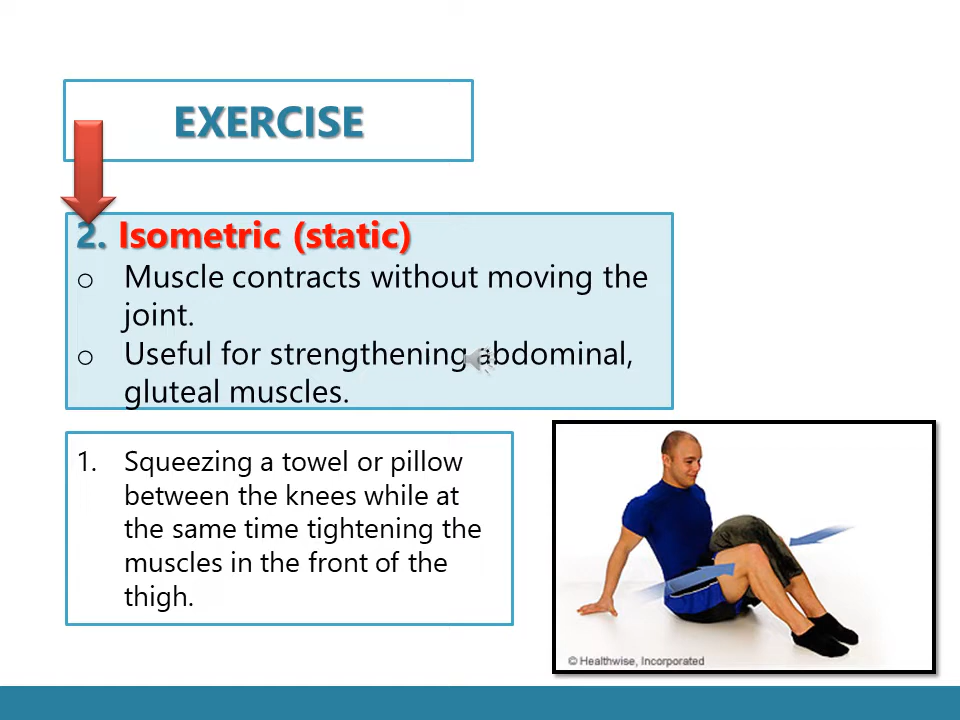 EXERCISE
2. Isometric (static)
o Muscle contracts without moving the
joint.
o Useful for strengthening abdominal,
gluteal muscles.
1. Squeezing a towel or pillow
between the knees while at
the same time tightening the
muscles in the front of the
thigh.
© Healthwise, Incorporated